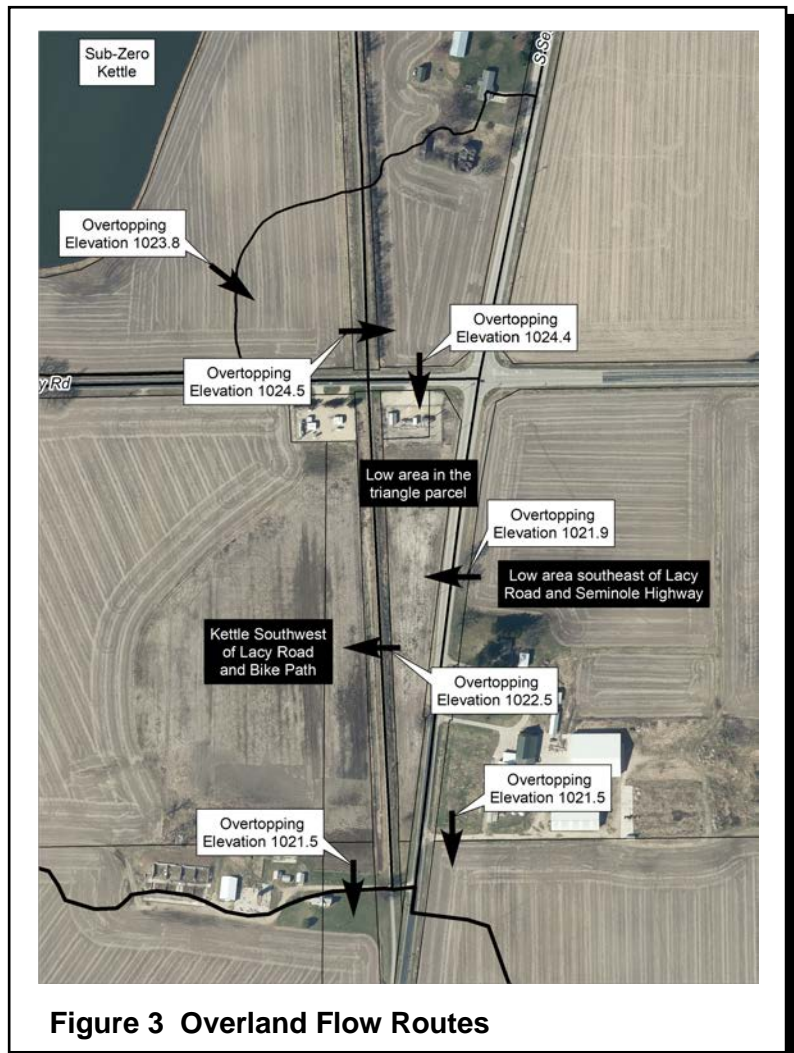 Sub-Zero
Kettle
S.Se
Overtopping
Elevation 1023.8
Overtopping
Elevation 1024.4
Overtopping
Elevation 1024.5
y Rd
Low area in the
triangle parcel
Overtopping
Elevation 1021.9
Low area southeast of Lacy
Road and Seminole Highway
Kettle Southwest
of Lacy Road
and Bike Path
Overtopping
Elevation 1022.5
Overtopping
Elevation 1021.5
Overtopping
Elevation 1021.5
Figure 3 Overland Flow Routes